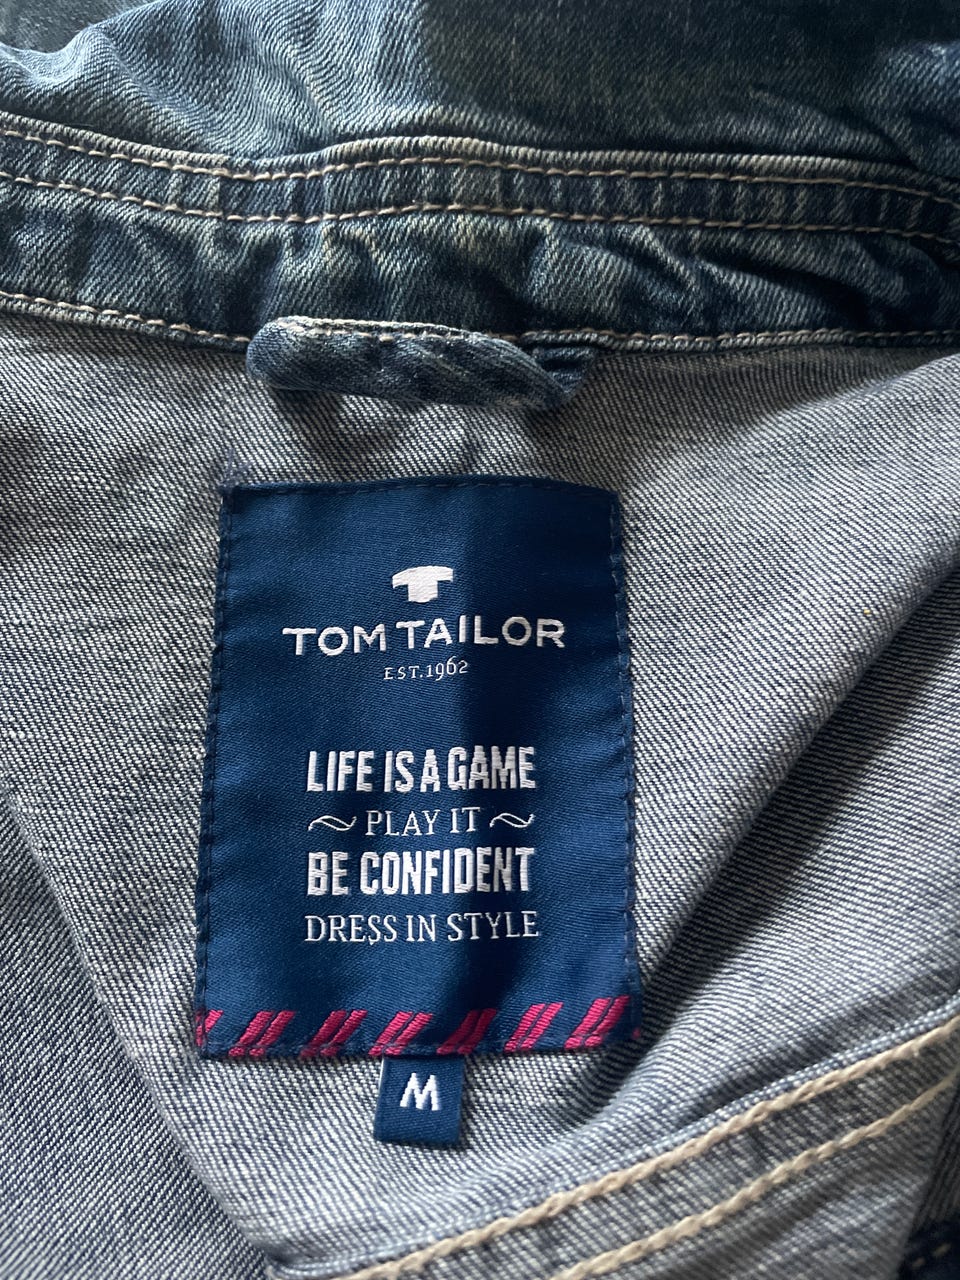 TOM TAILOR
EST.1962
LIFE IS A GAME
~ PLAY IT ~
BE CONFIDENT
DRESS IN STYLE
M